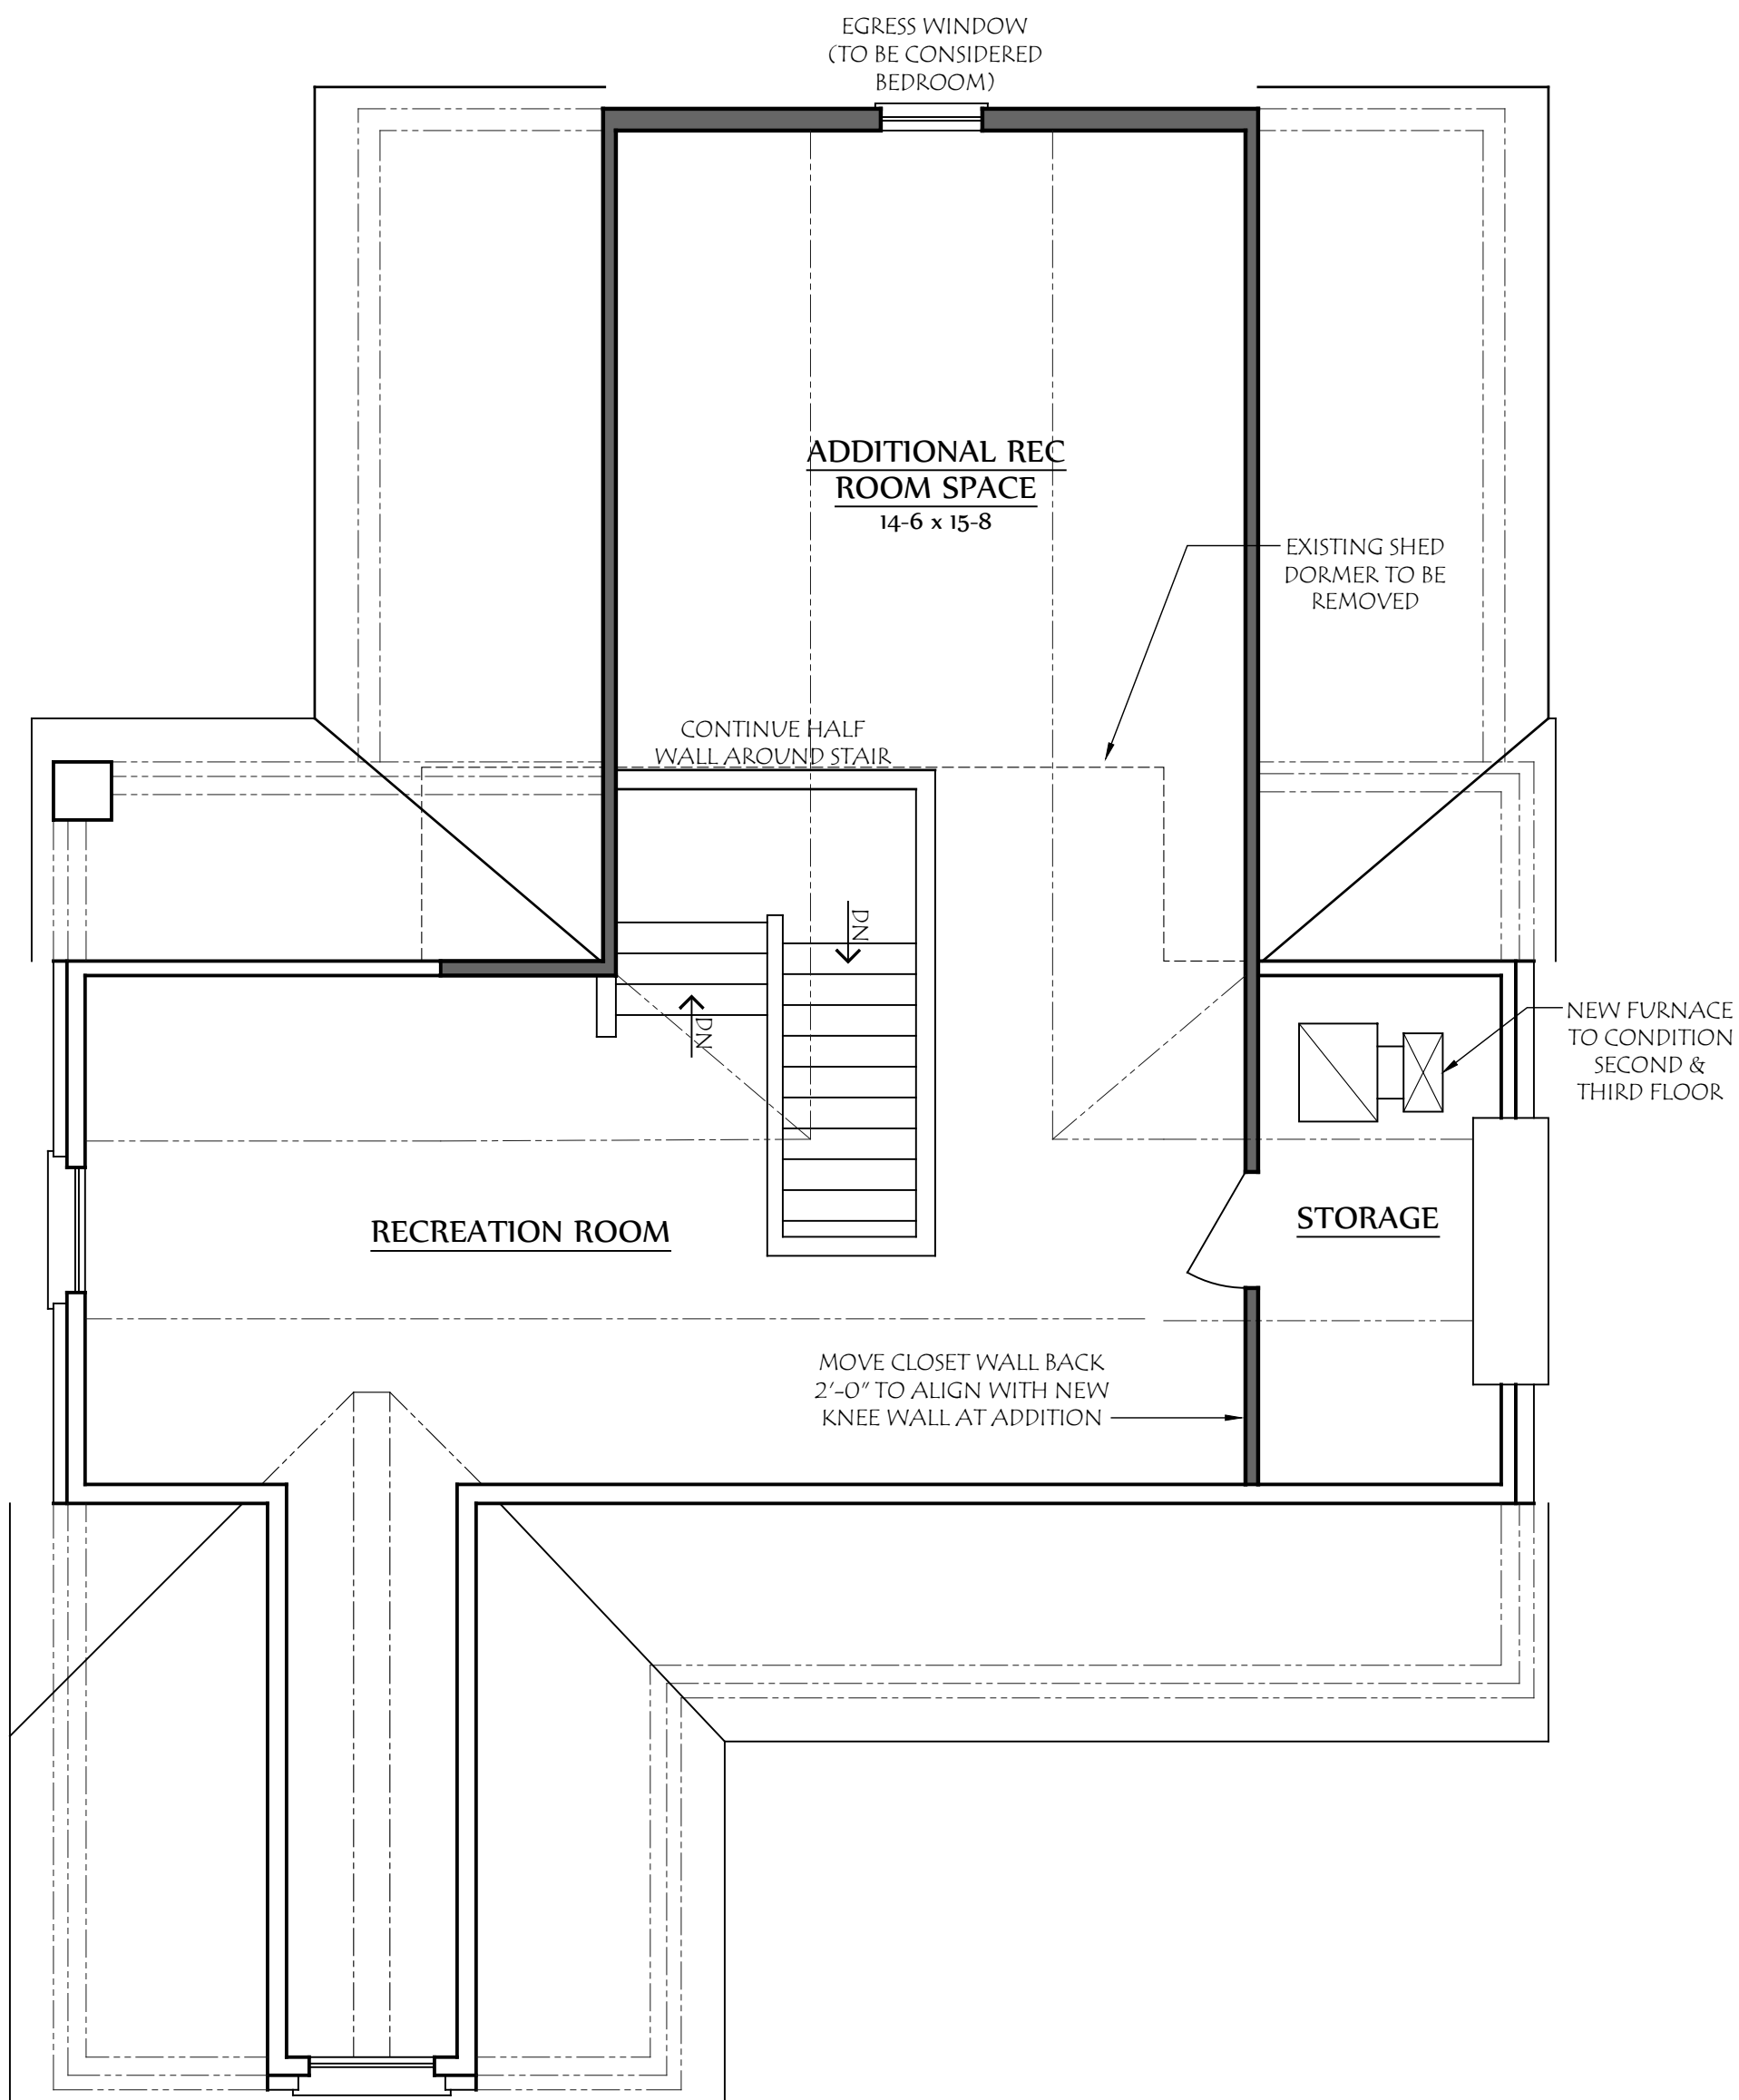 EGRESS WINDOW
(TO BE CONSIDERED
BEDROOM)
ADDITIONAL REC
ROOM SPACE
14-6 x 15-8
EXISTING SHED
DORMER TO BE
REMOVED
CONTINUE HALF
WALL AROUND STAIR
DN
DN
NEW FURNACE
TO CONDITION
SECOND &
THIRD FLOOR
RECREATION ROOM
STORAGE
MOVE CLOSET WALL BACK
2'-0" TO ALIGN WITH NEW
KNEE WALL AT ADDITION